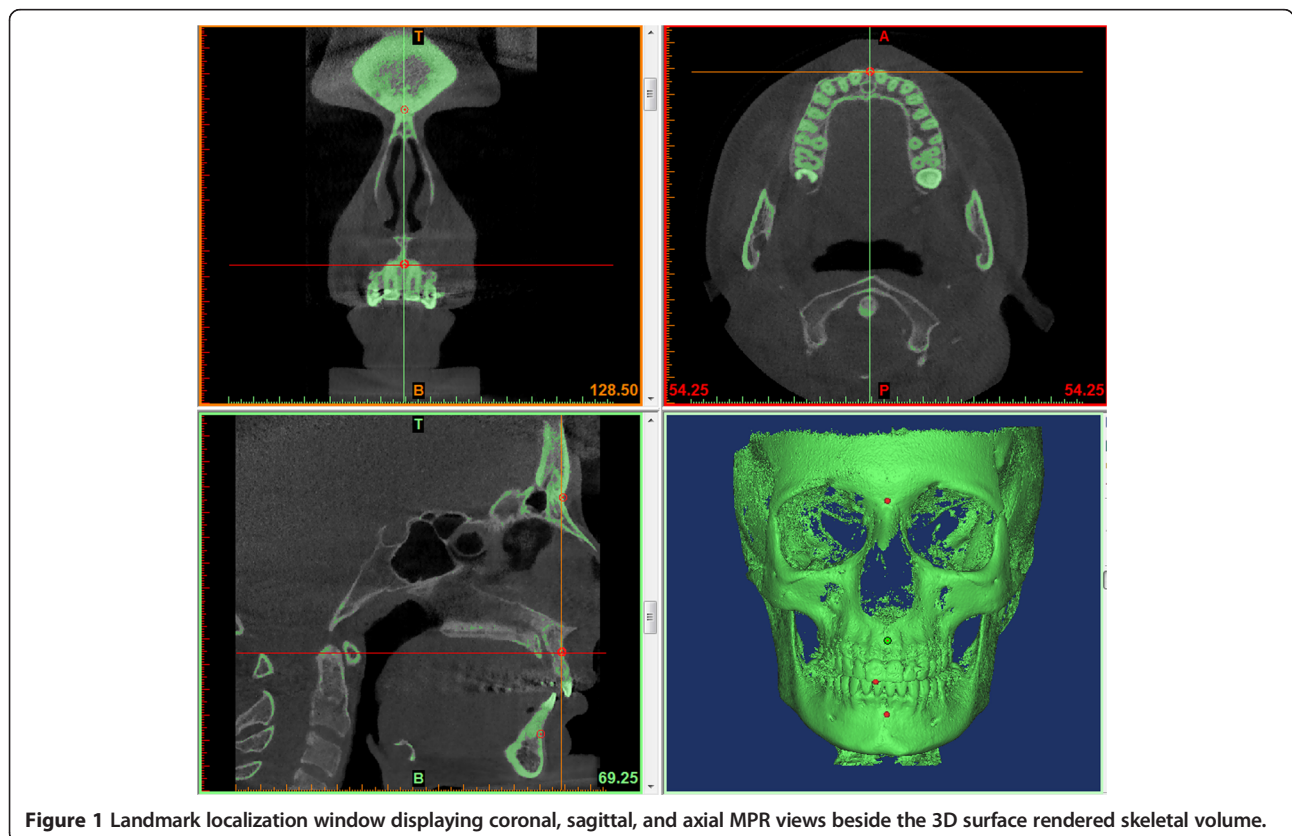 T
A
B
128.50
54.25
P
54.25
T
B
69.25
Figure 1 Landmark localization window displaying coronal, sagittal, and axial MPR views beside the 3D surface rendered skeletal volume.